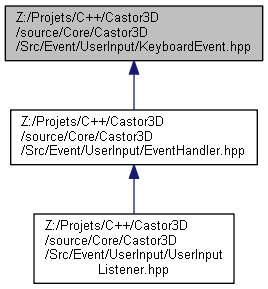 Z:/Projets/C++/Castor3D
/source/Core/Castor3D
/Src/Event/UserInput/KeyboardEvent.hpp
Z:/Projets/C++/Castor3D
/source/Core/Castor3D
/Src/Event/UserInput/EventHandler.hpp
Z:/Projets/C++/Castor3D
/source/Core/Castor3D
/Src/Event/UserInput/UserInput
Listener.hpp